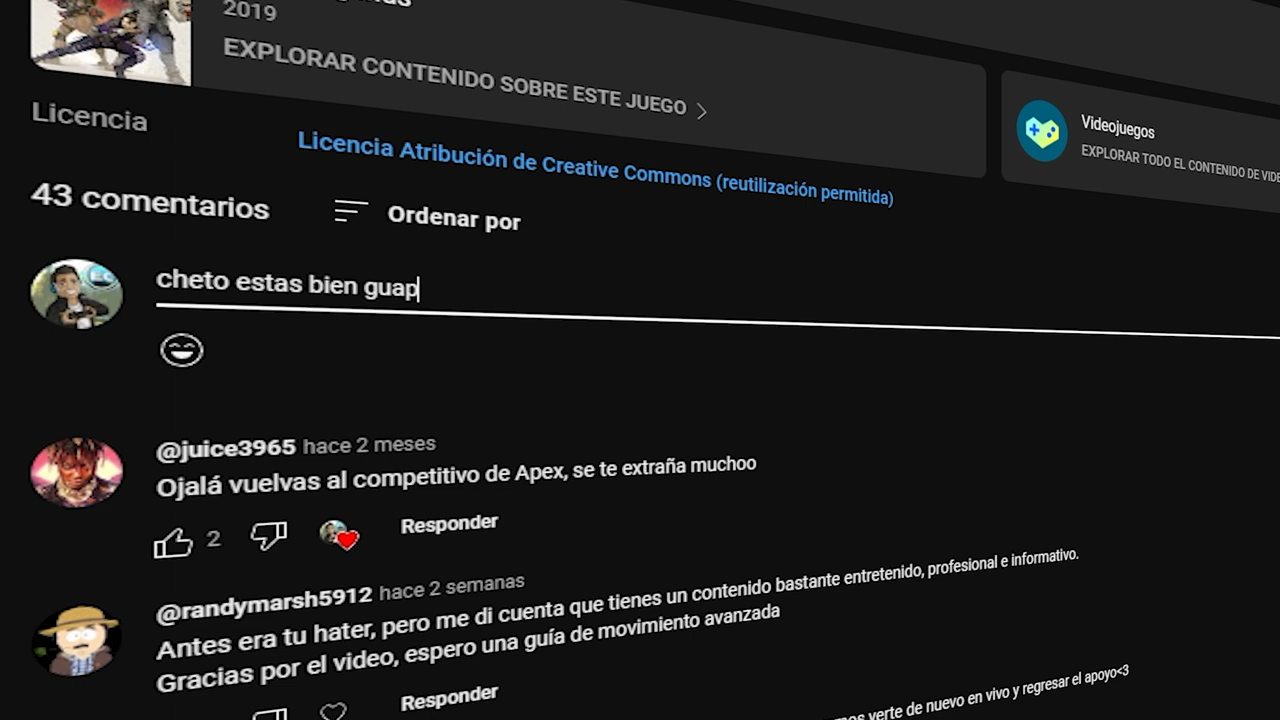 2019
EXPLORAR CONTENIDO SOBRE ESTE JUEGO
Videojuegos
EXPLORAR TODO EL CONTENIDO DE
Licencia
Licencia Atribución de Creative Commons (reutilización permitida)
43 comentarios
Ordenar por
cheto estas bien guap
@juice3965 hace 2 meses
Ojalá vuelvas al competitivo de Apex, se te extraña muchoo
2
Responder
@randymarsh5912 hace 2 semanas
Antes era tu hater, pero me di cuenta que tienes un contenido bastante entretenido, profesional e informativo.
Gracias por el video, espero una guía de movimiento avanzada
Responder
verte de nuevo en vivo y regresar el apoyo<3